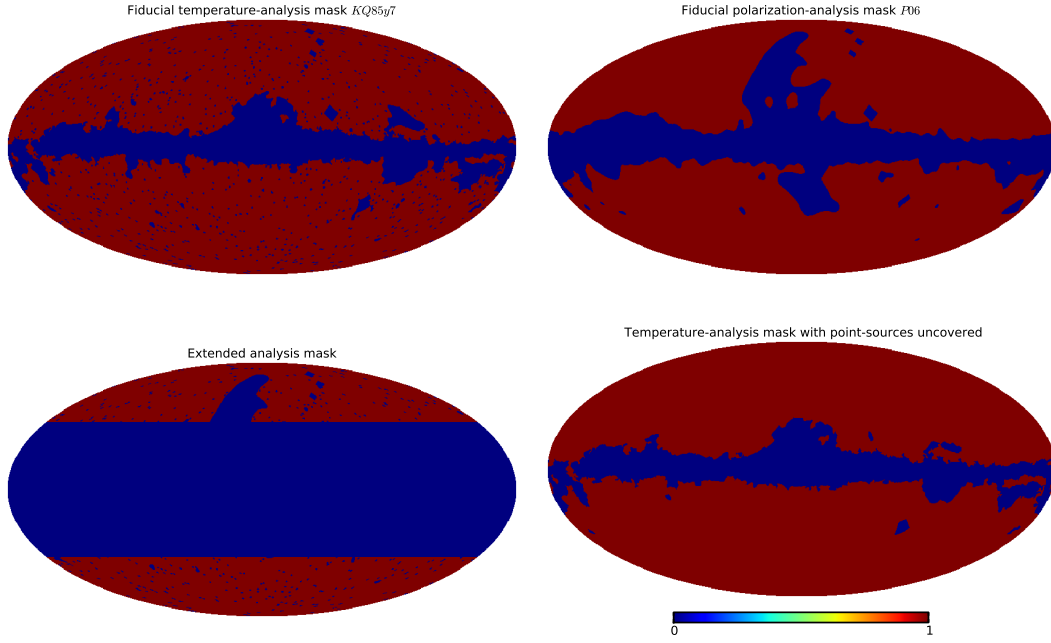 Fiducial temperature-analysis mask KQ85y7
Fiducial polarization-analysis mask P06
Extended analysis mask
Temperature-analysis mask with point-sources uncovered
0 1